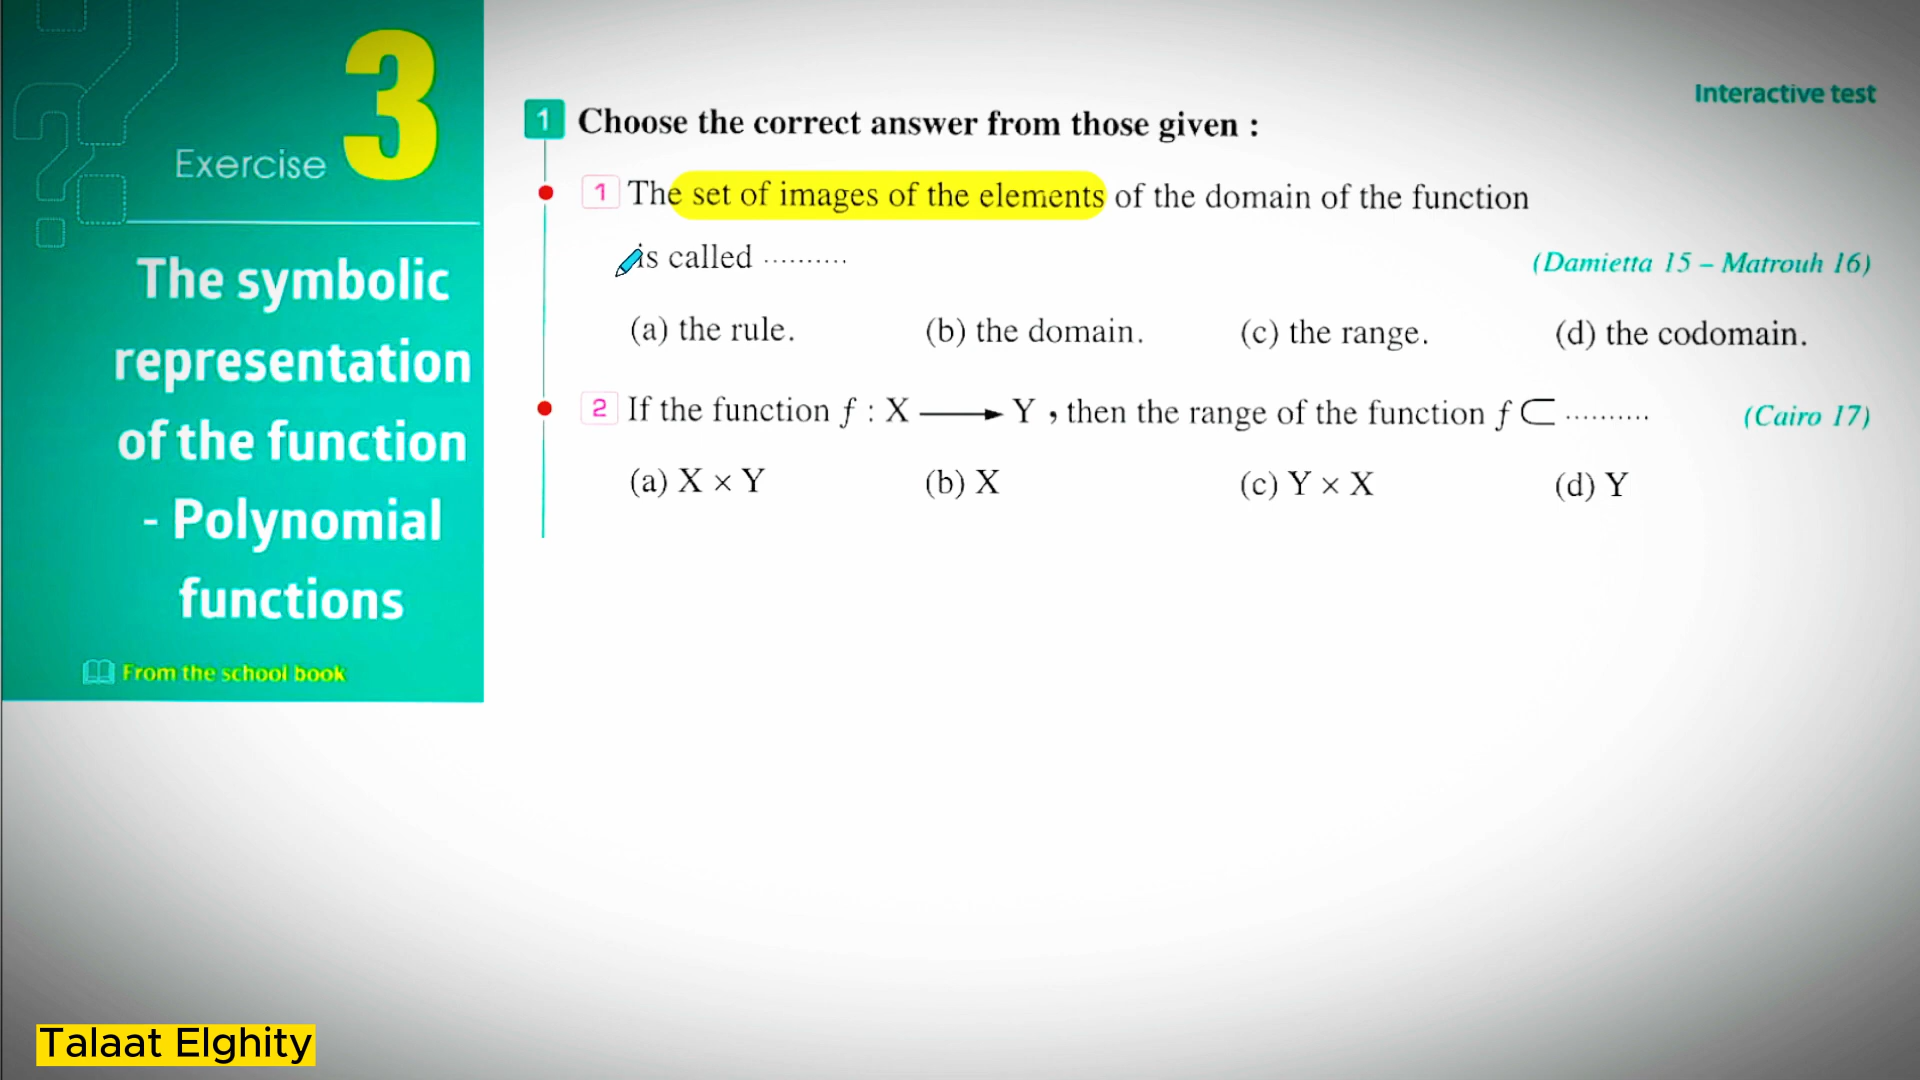 Exercise 3
The symbolic
representation
of the function
- Polynomial
functions
From the school book
Interactive test
1 Choose the correct answer from those given :
1 The set of images of the elements of the domain of the function
is called ..........
(Damietta 15 – Matrouh 16)
(a) the rule. (b) the domain. (c) the range. (d) the codomain.
2 If the function f : X ⟶ Y , then the range of the function f ⊂ .......... (Cairo 17)
(a) X × Y (b) X (c) Y × X (d) Y
Talaat Elghity